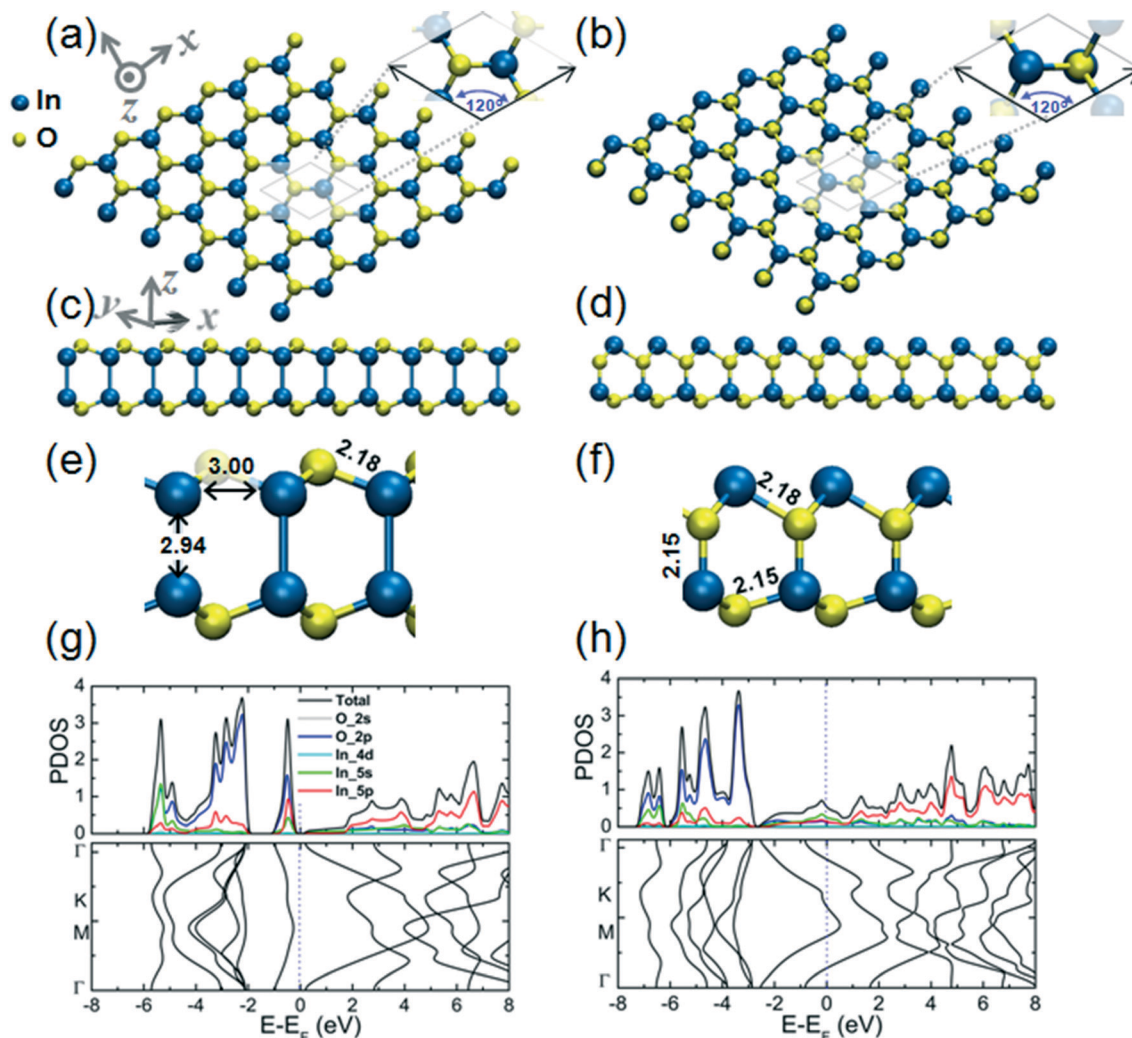 (a)
x
z
In
O
120°
(b)
120°
(c)
z
y
x
(d)
(e)
3.00
2.18
2.94
(f)
2.18
2.15
2.15
(g)
PDOS
4
3
2
1
0
Total
O_2s
O_2p
In_4d
In_5s
In_5p
Γ
K
M
Γ
-8 -6 -4 -2 0 2 4 6 8
E-E_F (eV)
(h)
PDOS
4
3
2
1
0
Γ
K
M
Γ
-8 -6 -4 -2 0 2 4 6 8
E-E_F (eV)